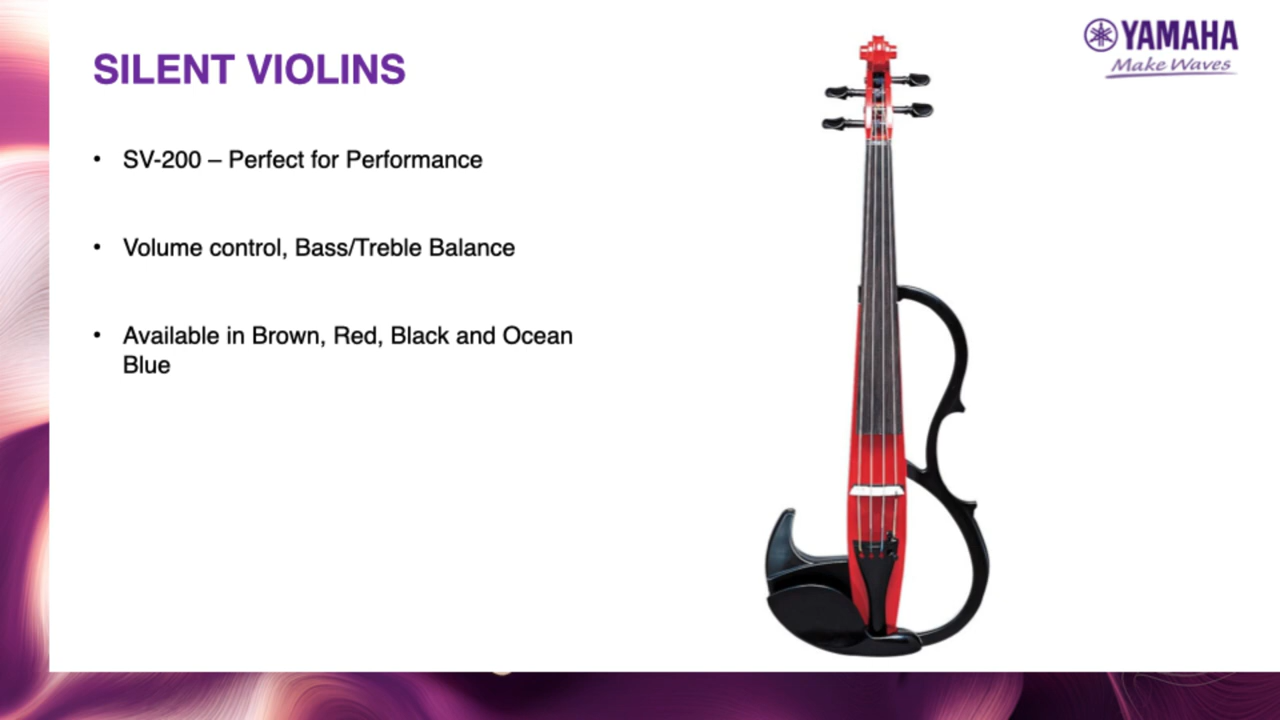 SILENT VIOLINS
YAMAHA
Make Waves
• SV-200 – Perfect for Performance
• Volume control, Bass/Treble Balance
• Available in Brown, Red, Black and Ocean
Blue